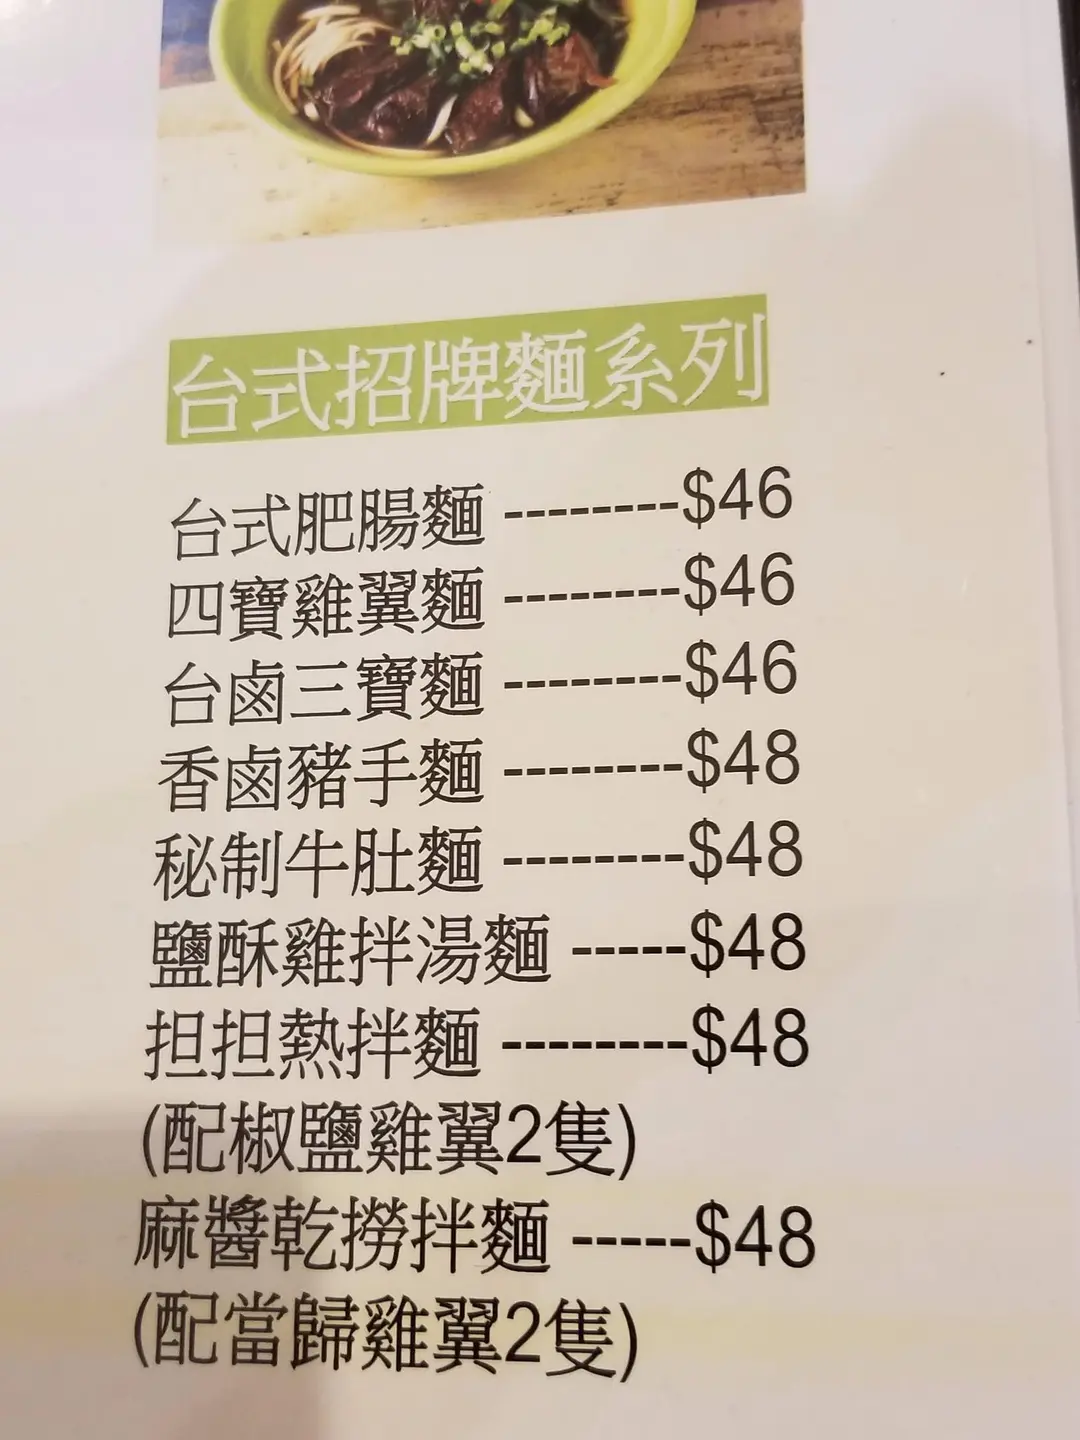 台式招牌麵系列
台式肥腸麵 --------$46
四寶雞翼麵 --------$46
台鹵三寶麵 --------$46
香鹵豬手麵 --------$48
秘制牛肚麵 --------$48
鹽酥雞拌湯麵 -----$48
担担熱拌麵 --------$48
(配椒鹽雞翼2隻)
麻醬乾撈拌麵 -----$48
(配當歸雞翼2隻)